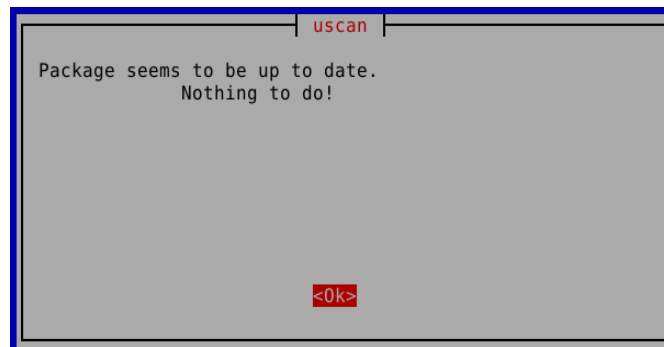 uscan
Package seems to be up to date.
Nothing to do!
<Ok>